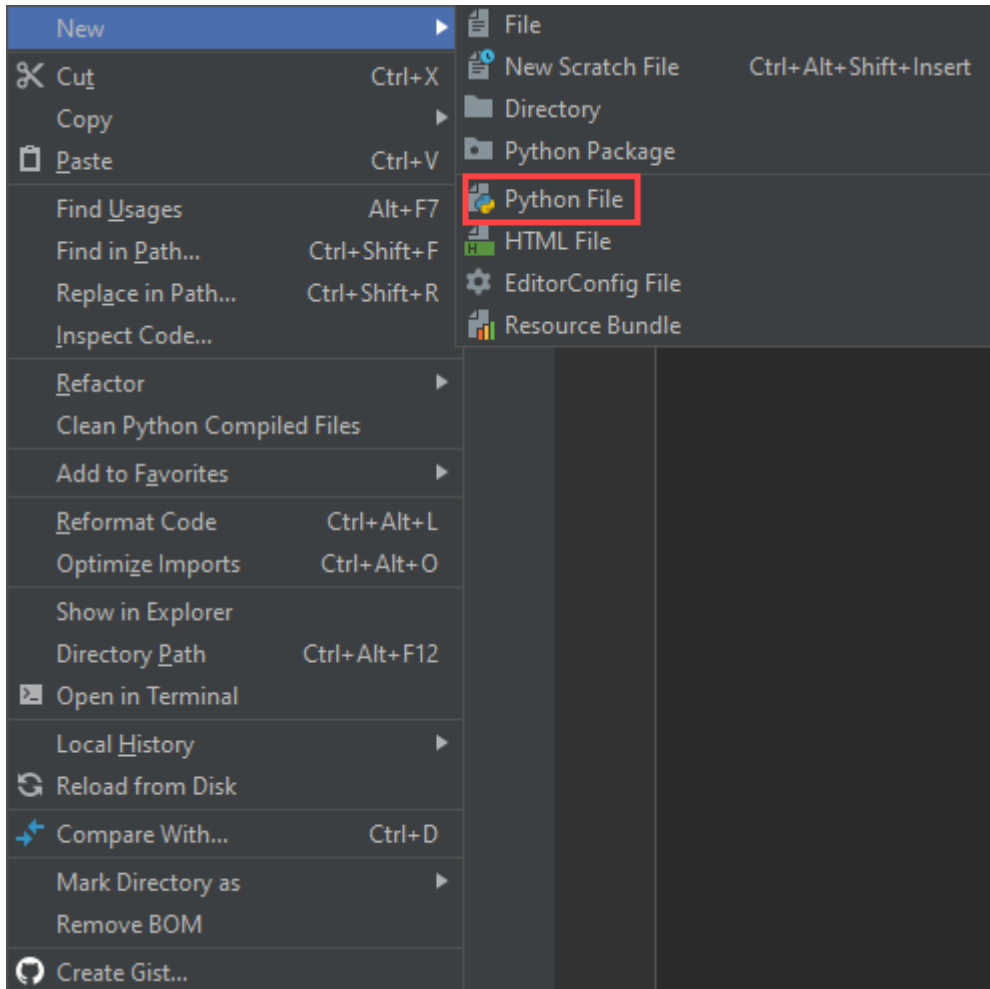 New
Cut Ctrl+X
Copy
Paste Ctrl+V
Find Usages Alt+F7
Find in Path... Ctrl+Shift+F
Replace in Path... Ctrl+Shift+R
Inspect Code...
Refactor
Clean Python Compiled Files
Add to Favorites
Reformat Code Ctrl+Alt+L
Optimize Imports Ctrl+Alt+O
Show in Explorer
Directory Path Ctrl+Alt+F12
Open in Terminal
Local History
Reload from Disk
Compare With... Ctrl+D
Mark Directory as
Remove BOM
Create Gist...
File
New Scratch File Ctrl+Alt+Shift+Insert
Directory
Python Package
Python File
H HTML File
EditorConfig File
Resource Bundle